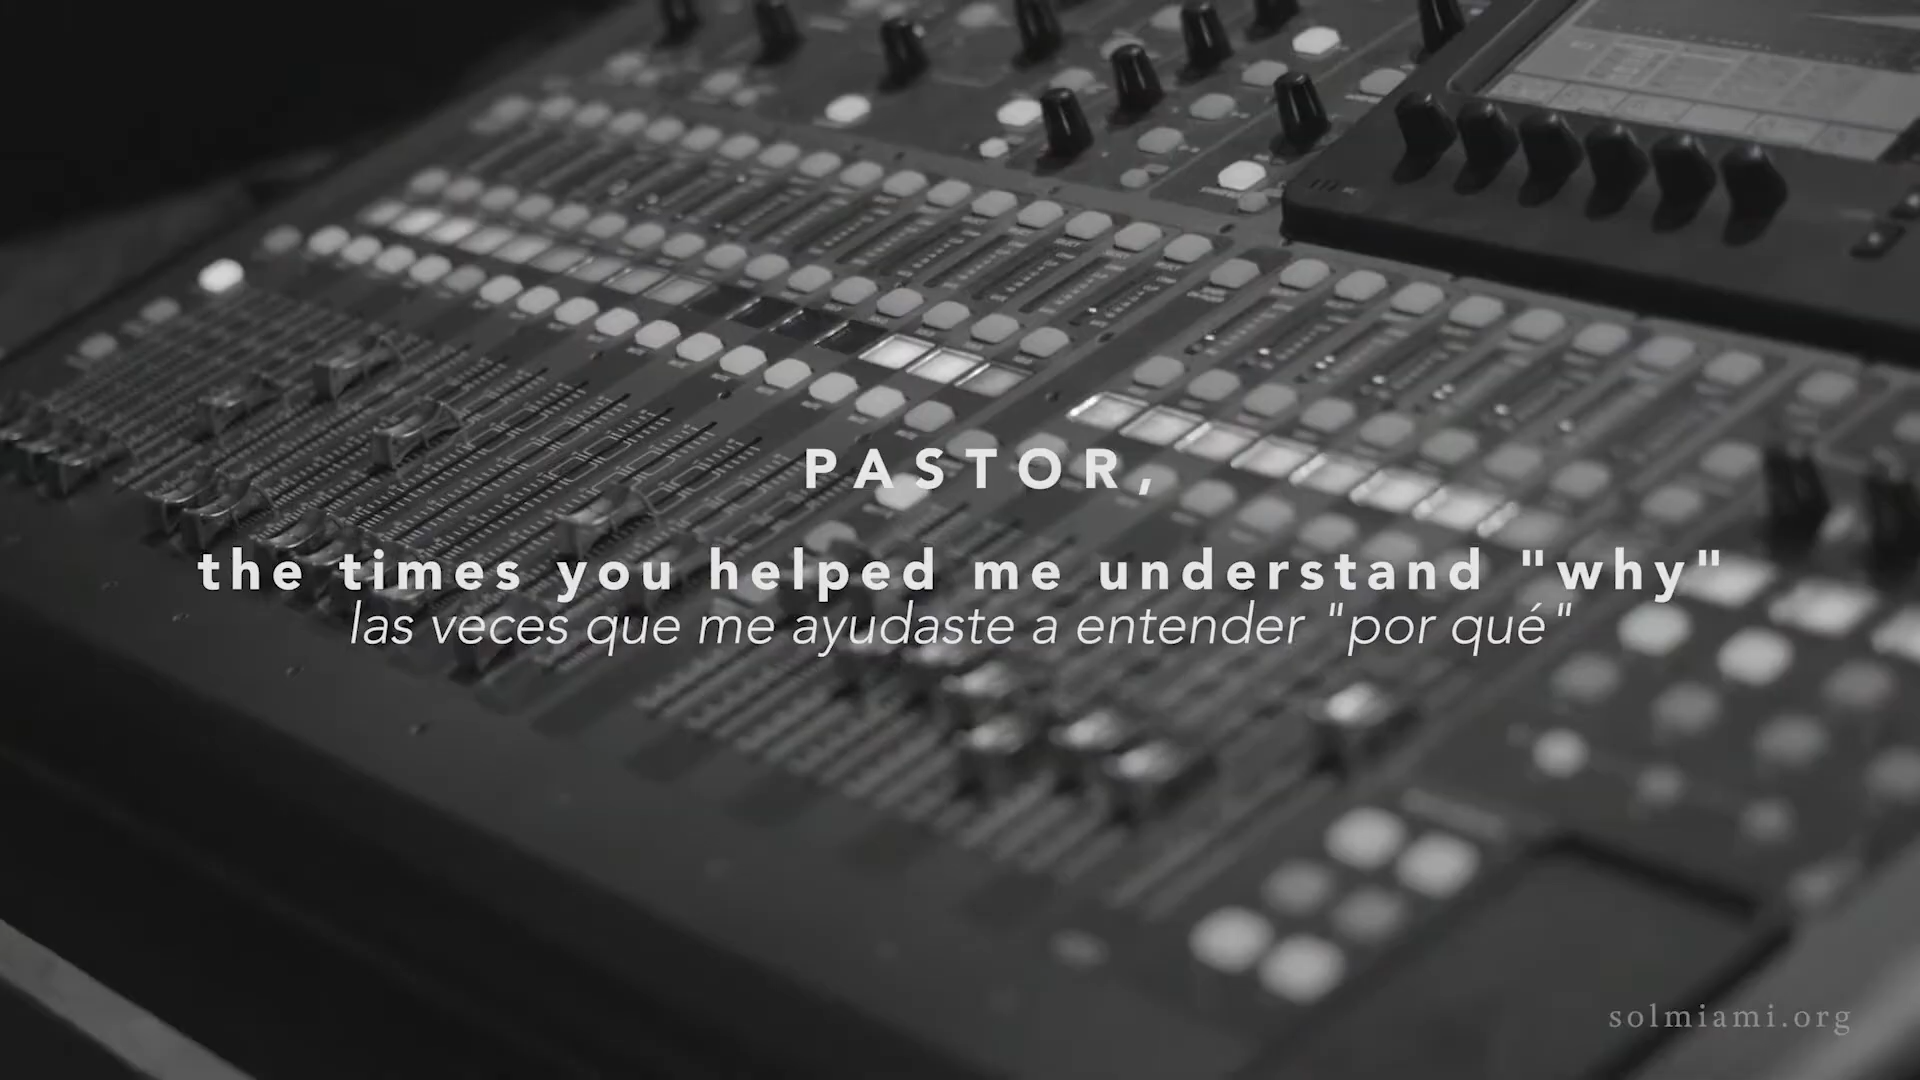 PASTOR,
the times you helped me understand "why"
las veces que me ayudaste a entender "por qué"
solmiami.org